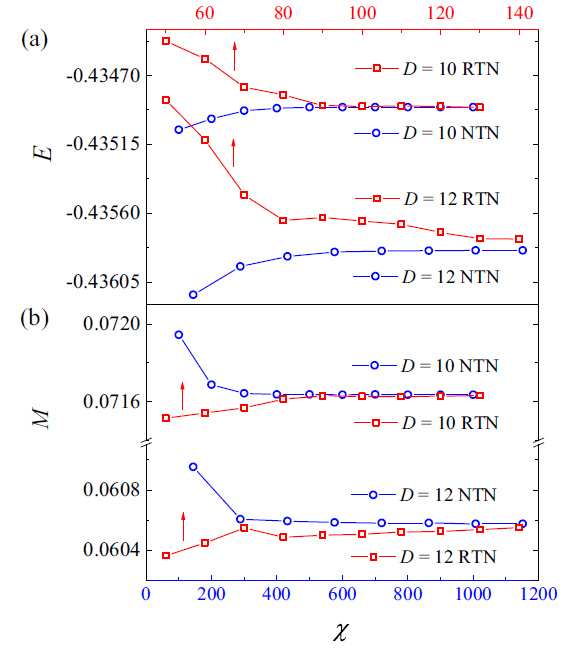 60 80 100 120 140
(a)
-0.43470
D = 10 RTN
D = 10 NTN
-0.43515
E
D = 12 RTN
-0.43560
D = 12 NTN
-0.43605
(b)
0.0720
D = 10 NTN
M
0.0716
D = 10 RTN
0.0608
D = 12 NTN
0.0604
D = 12 RTN
0 200 400 600 800 1000 1200
χ